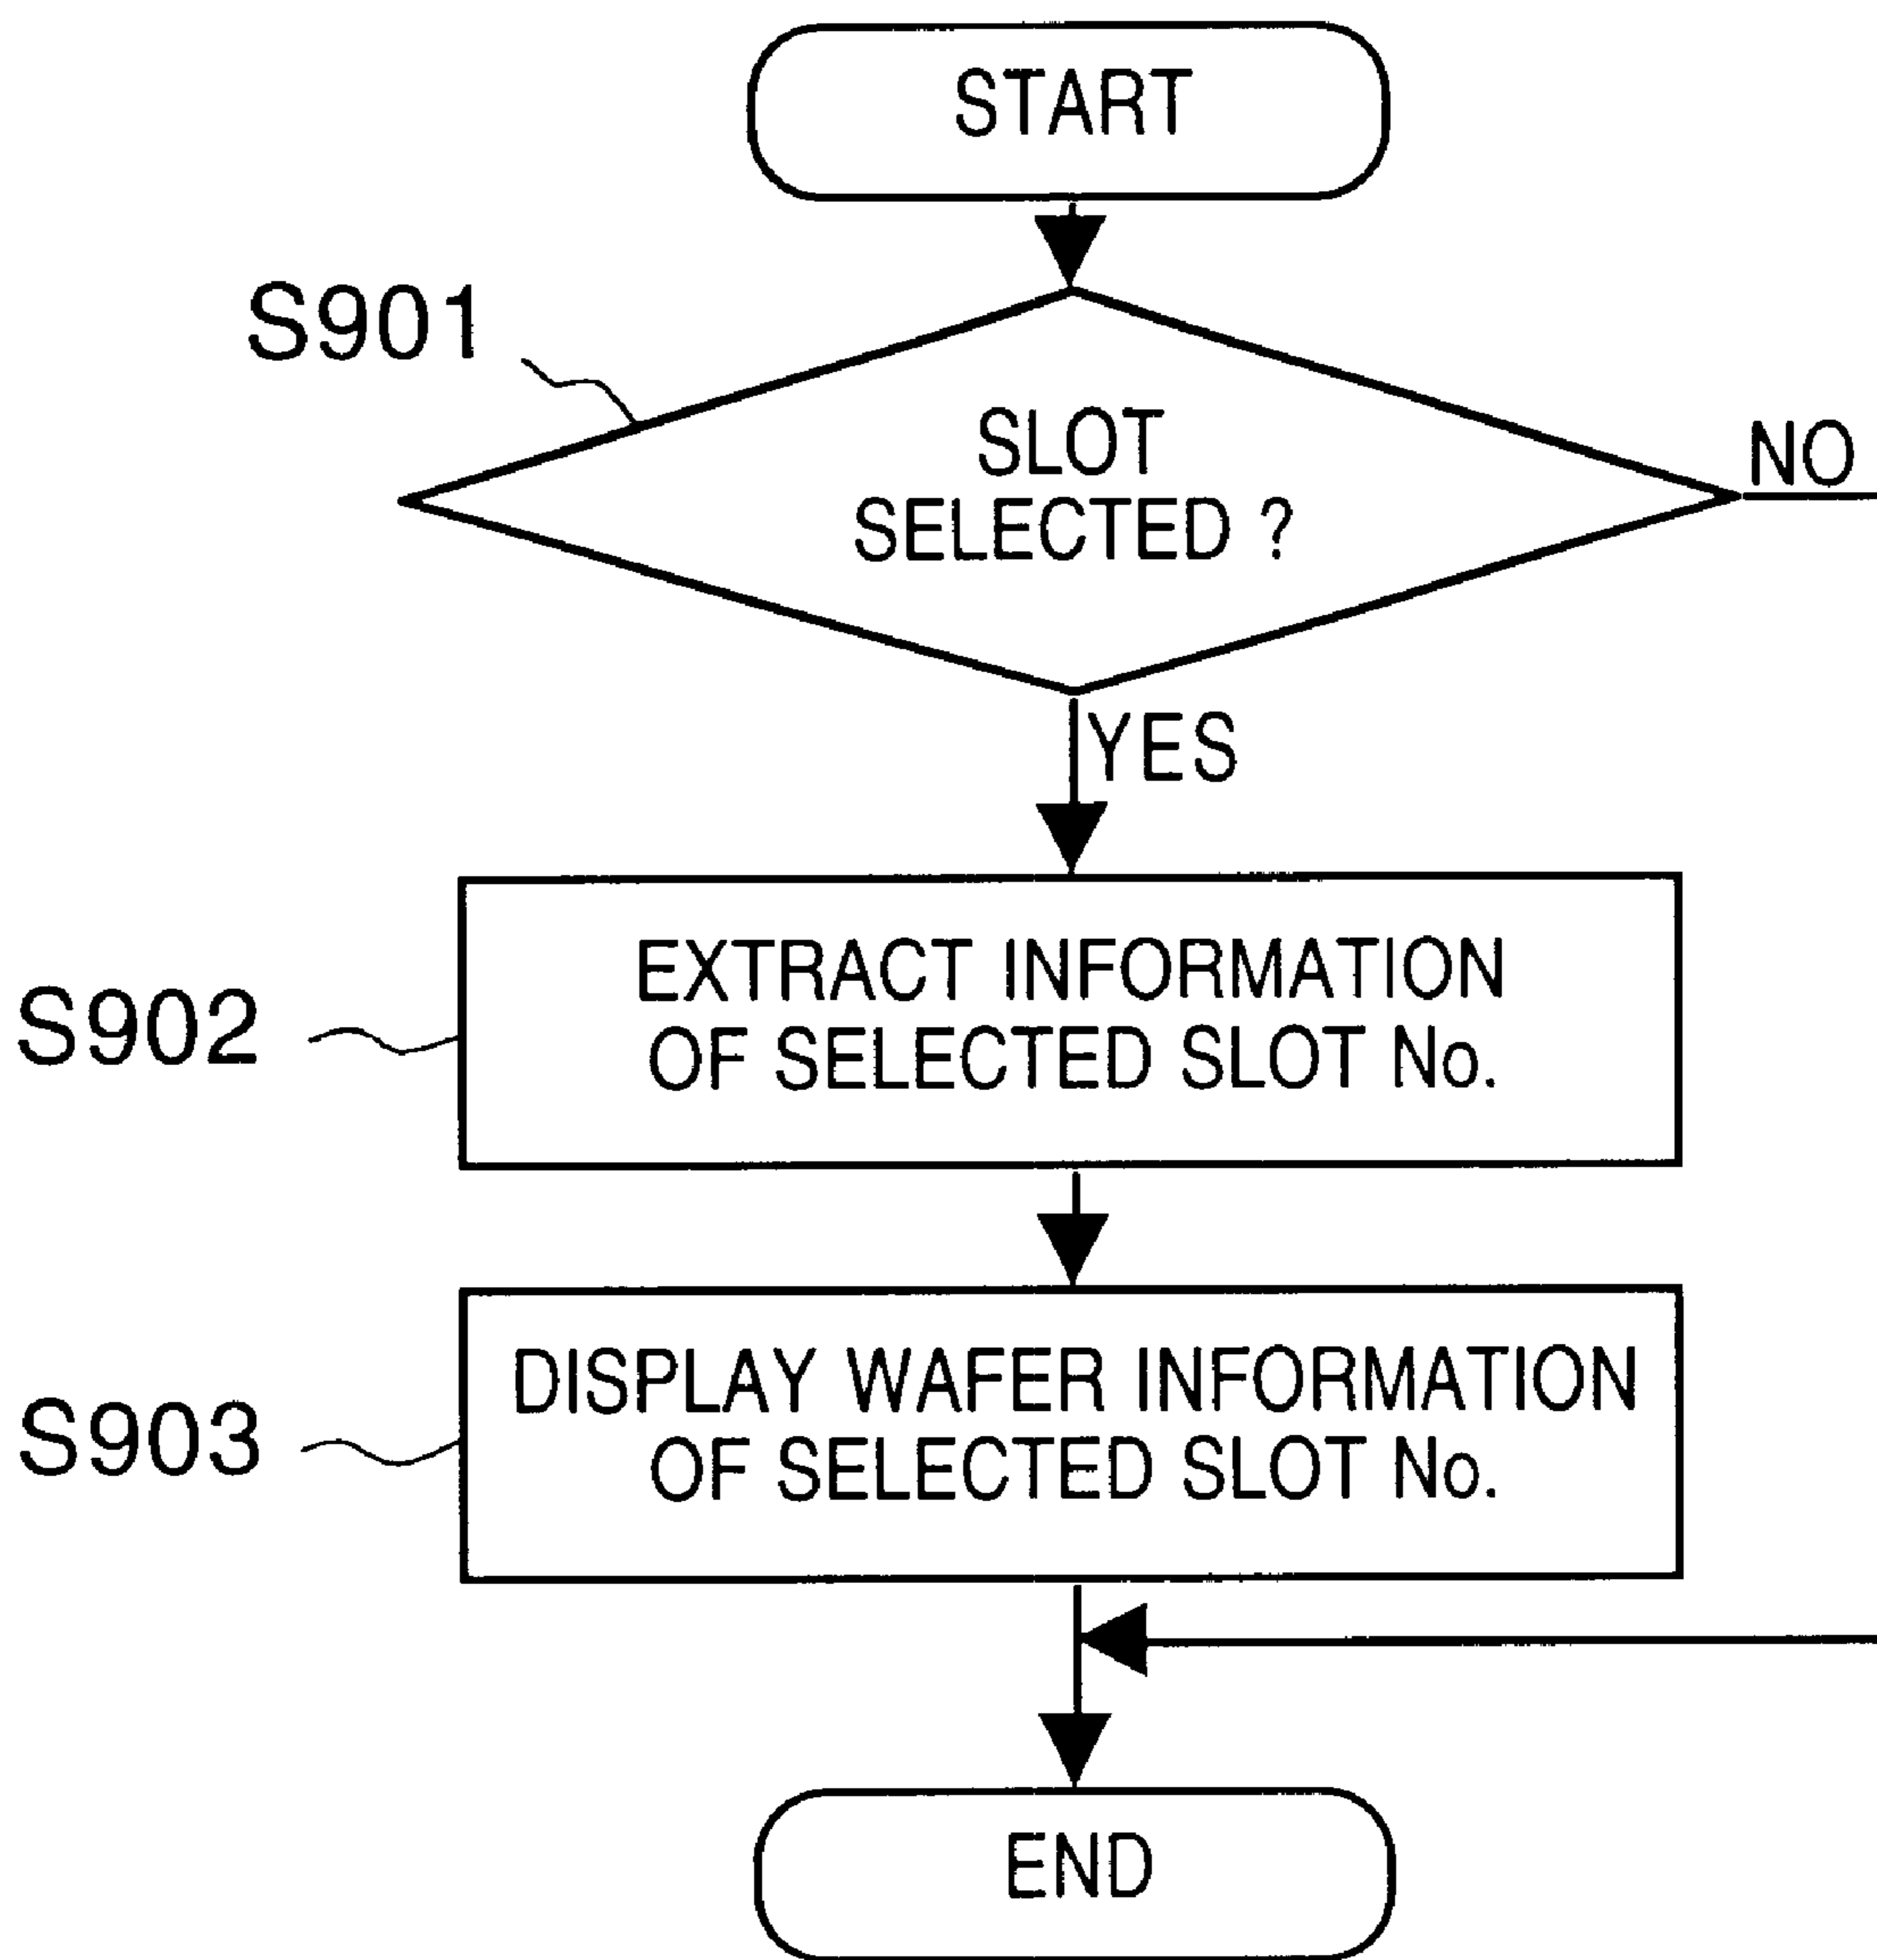 START
S901
SLOT
SELECTED ?
NO
YES
S902
EXTRACT INFORMATION
OF SELECTED SLOT No.
S903
DISPLAY WAFER INFORMATION
OF SELECTED SLOT No.
END